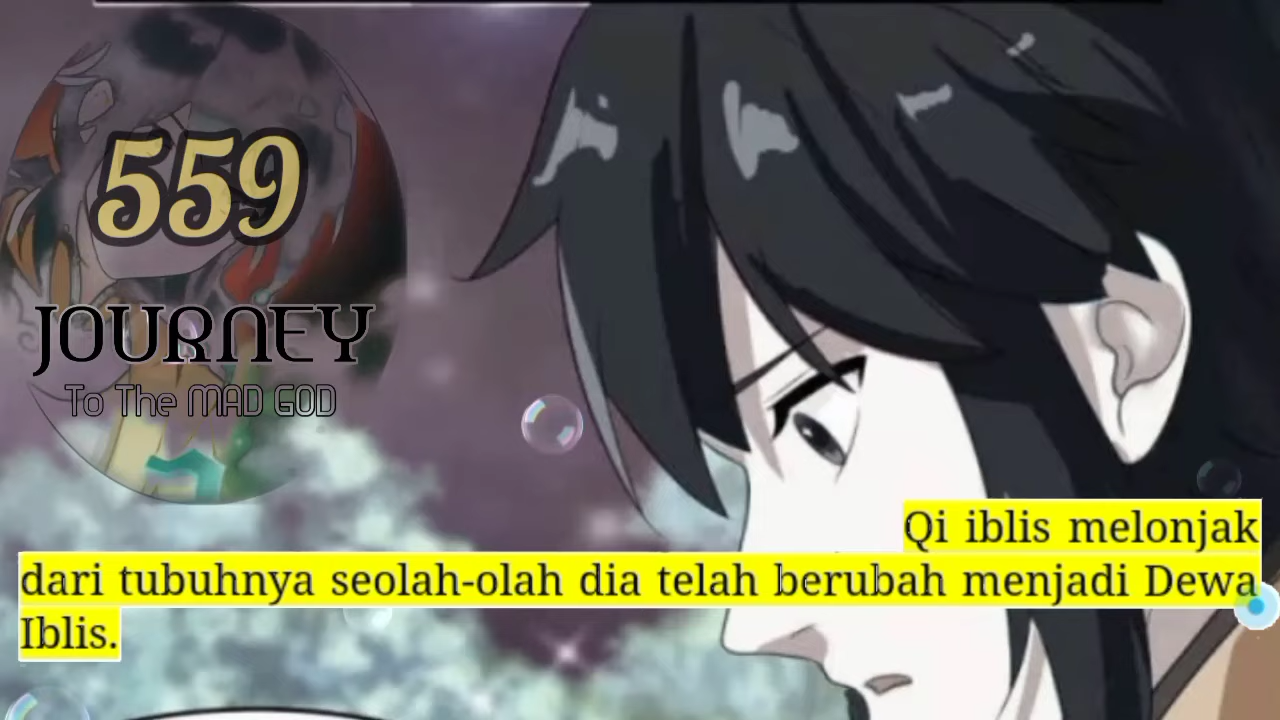 559
JOURNEY
To The MAD GOD
Qi iblis melonjak
dari tubuhnya seolah-olah dia telah berubah menjadi Dewa
Iblis.